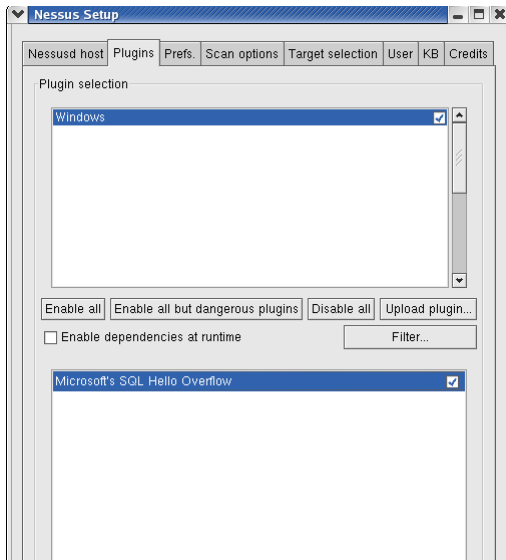 Nessus Setup
Nessusd host Plugins Prefs. Scan options Target selection User KB Credits
Plugin selection
Windows
Enable all Enable all but dangerous plugins Disable all Upload plugin...
Enable dependencies at runtime Filter...
Microsoft's SQL Hello Overflow